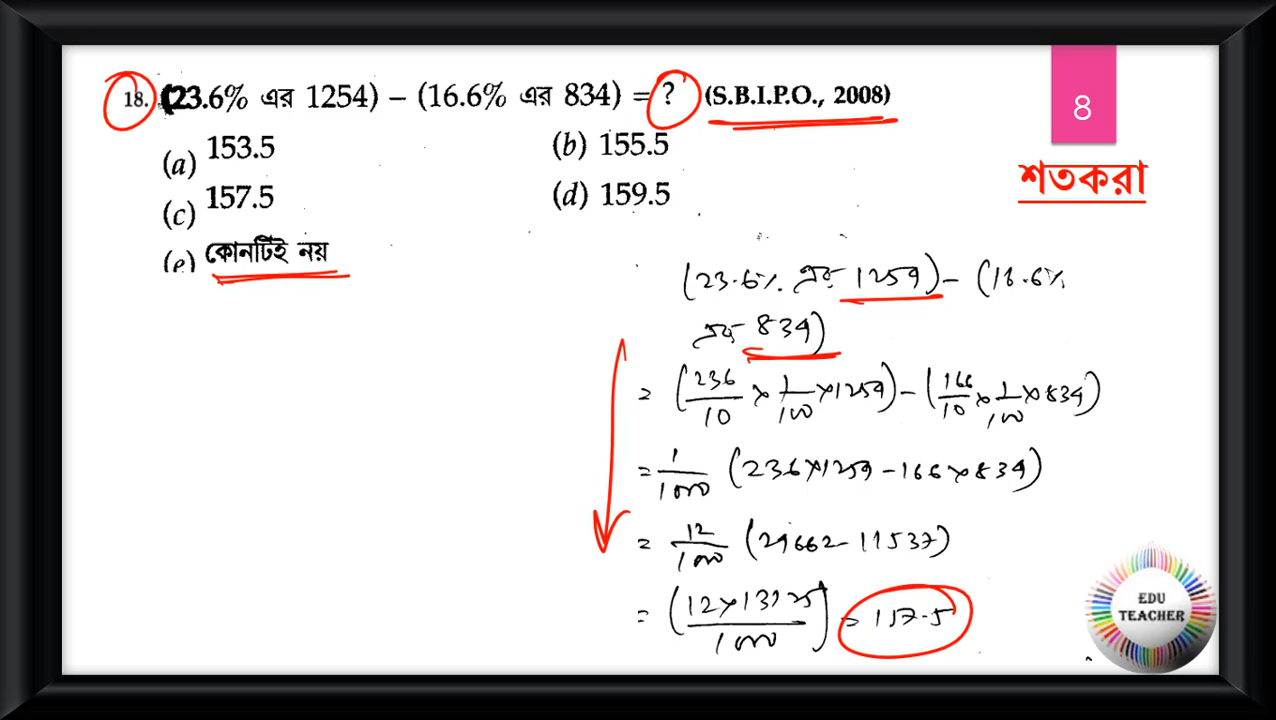 18. (23.6% এর 1254) − (16.6% এর 834) = ? (S.B.I.P.O., 2008)
(a) 153.5 (b) 155.5
(c) 157.5 (d) 159.5
(e) কোনটিই নয়
8
শতকরা
(23.6% এর 1254) − (16.6%
এর 834)
= (236/10 × 1/100 × 1254) − (166/10 × 1/100 × 834)
= 1/1000 (236×1254 − 166×834)
= 12/1000 (24662 − 11537)
= (12×13125/1000) = 157.5
EDU
TEACHER